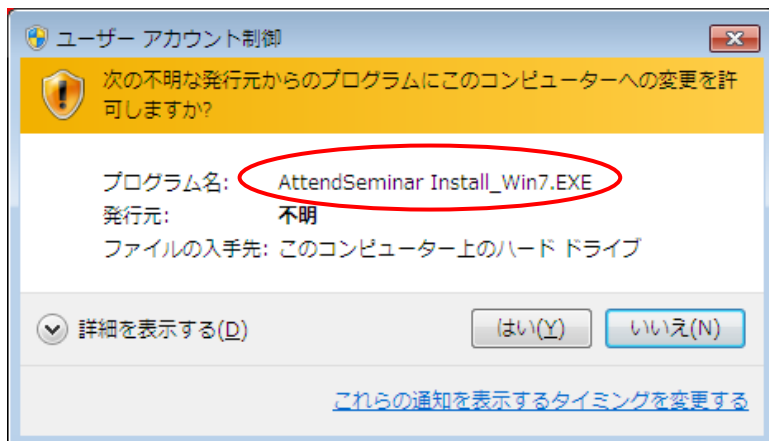 ユーザー アカウント制御
次の不明な発行元からのプログラムにこのコンピューターへの変更を許
可しますか?
プログラム名: AttendSeminar Install_Win7.EXE
発行元: 不明
ファイルの入手先: このコンピューター上のハード ドライブ
詳細を表示する(D) はい(Y) いいえ(N)
これらの通知を表示するタイミングを変更する